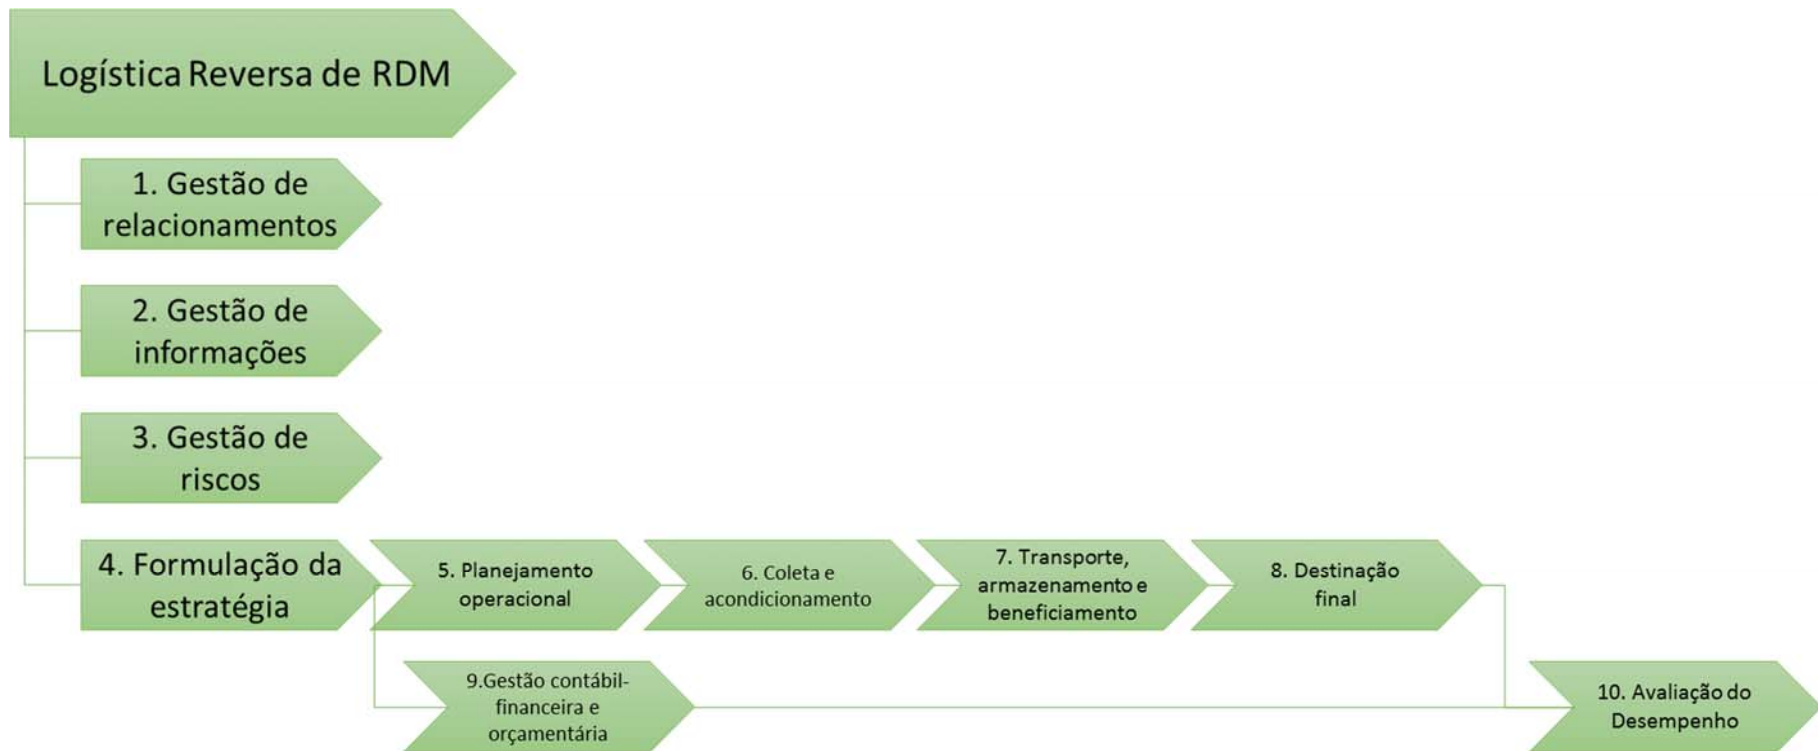 Logística Reversa de RDM
1. Gestão de
relacionamentos
2. Gestão de
informações
3. Gestão de
riscos
4. Formulação da
estratégia
5. Planejamento
operacional
6. Coleta e
acondicionamento
7. Transporte,
armazenamento e
beneficiamento
8. Destinação
final
9.Gestão contábil-
financeira e
orçamentária
10. Avaliação do
Desempenho